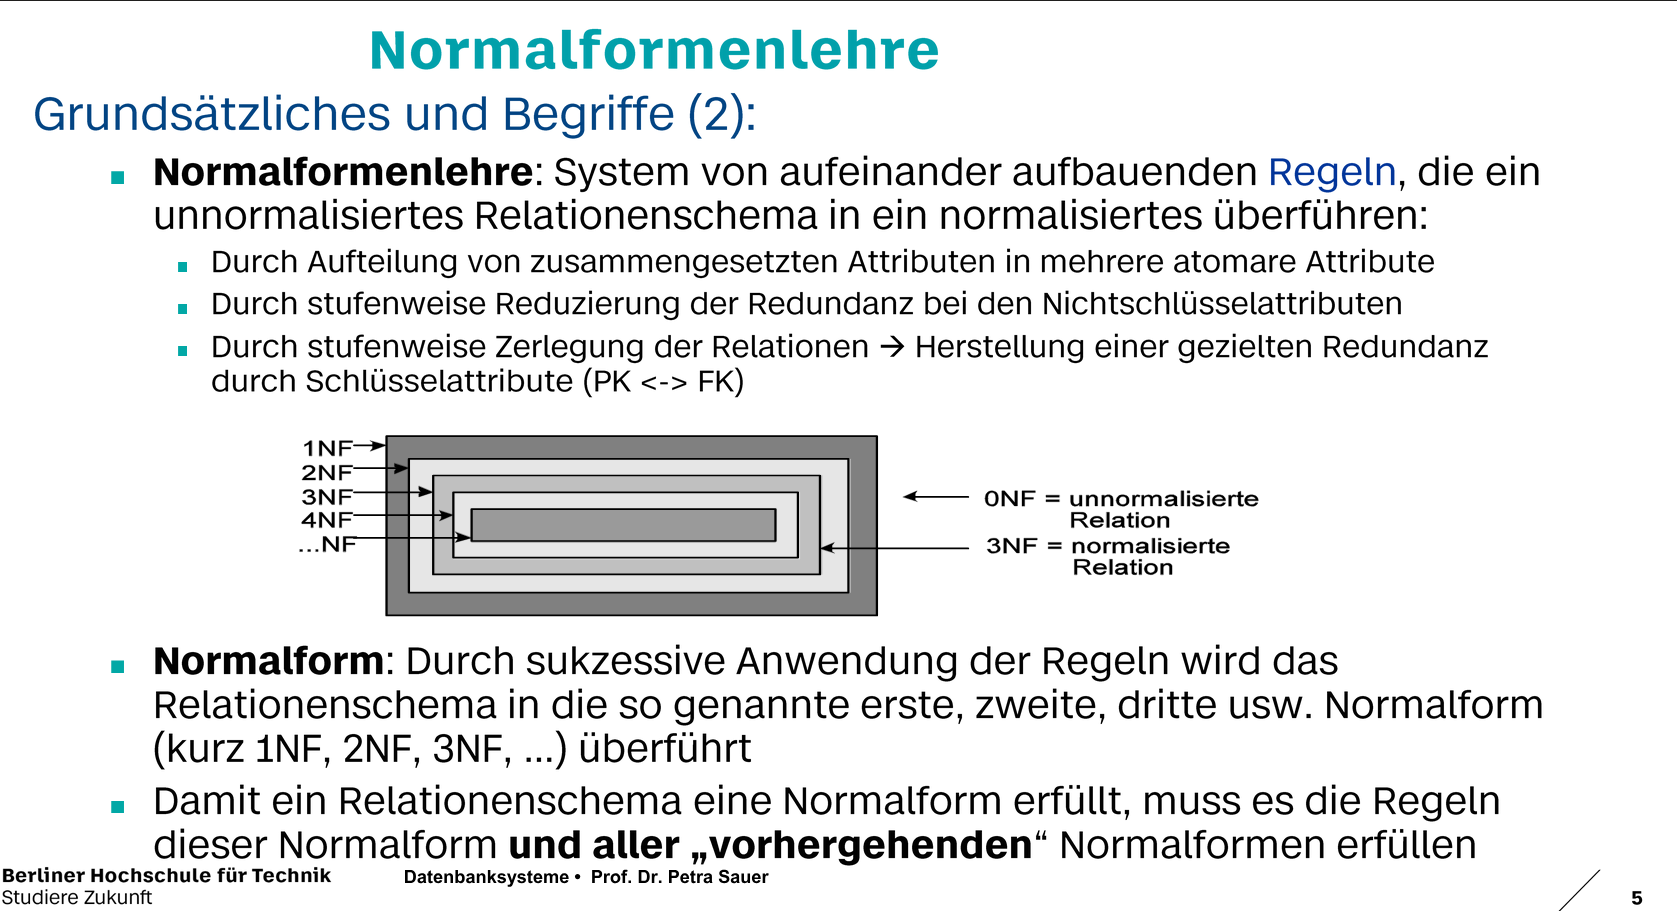 Normalformenlehre
Grundsätzliches und Begriffe (2):
Normalformenlehre: System von aufeinander aufbauenden Regeln, die ein
unnormalisiertes Relationenschema in ein normalisiertes überführen:
Durch Aufteilung von zusammengesetzten Attributen in mehrere atomare Attribute
Durch stufenweise Reduzierung der Redundanz bei den Nichtschlüsselattributen
Durch stufenweise Zerlegung der Relationen → Herstellung einer gezielten Redundanz
durch Schlüsselattribute (PK <-> FK)
1NF
2NF
3NF
4NF
...NF
0NF = unnormalisierte
Relation
3NF = normalisierte
Relation
Normalform: Durch sukzessive Anwendung der Regeln wird das
Relationenschema in die so genannte erste, zweite, dritte usw. Normalform
(kurz 1NF, 2NF, 3NF, ...) überführt
Damit ein Relationenschema eine Normalform erfüllt, muss es die Regeln
dieser Normalform und aller „vorhergehenden“ Normalformen erfüllen
Berliner Hochschule für Technik
Studiere Zukunft
Datenbanksysteme • Prof. Dr. Petra Sauer
5